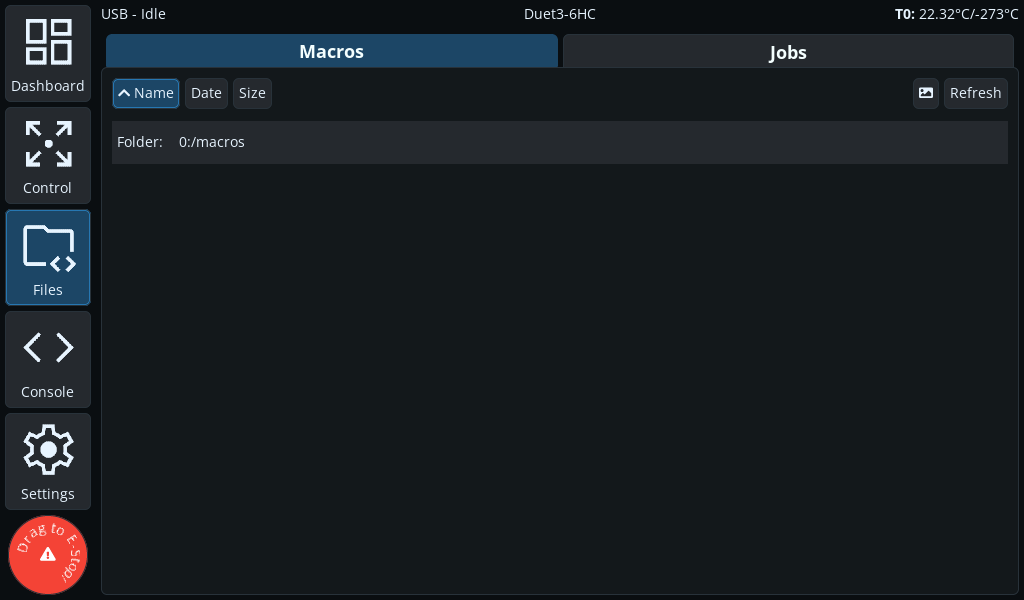 USB - Idle
Duet3-6HC
T0: 22.32°C/-273°C
Dashboard
Control
Files
Console
Settings
Drag to E-Stop!
Macros
Jobs
Name
Date
Size
Refresh
Folder: 0:/macros